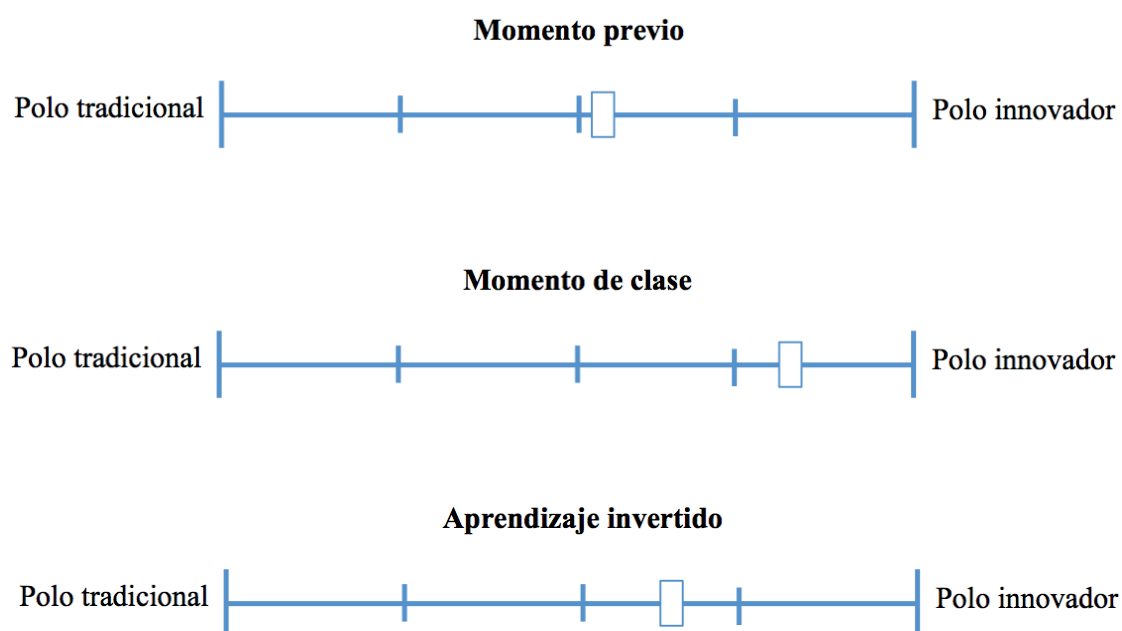 Momento previo
Polo tradicional
Polo innovador
Momento de clase
Polo tradicional
Polo innovador
Aprendizaje invertido
Polo tradicional
Polo innovador